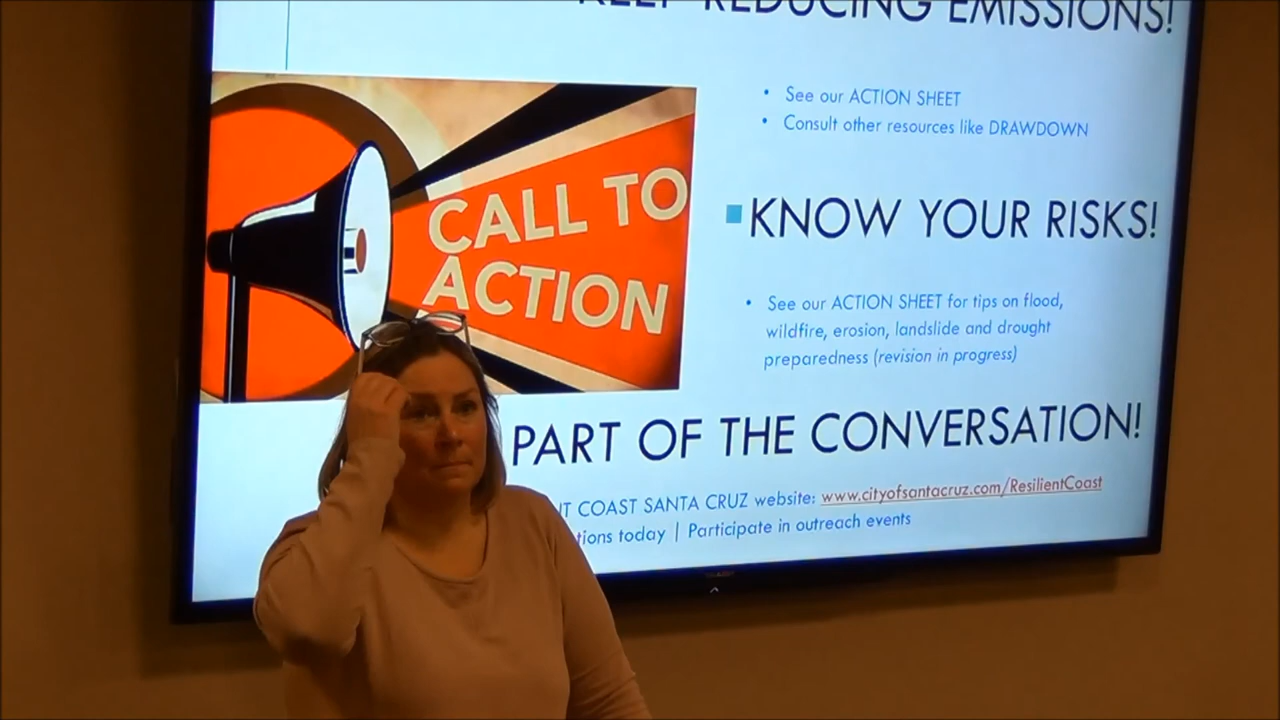 REDUCING EMISSIONS!
• See our ACTION SHEET
• Consult other resources like DRAWDOWN
CALL TO
ACTION
KNOW YOUR RISKS!
• See our ACTION SHEET for tips on flood,
wildfire, erosion, landslide and drought
preparedness (revision in progress)
PART OF THE CONVERSATION!
COAST SANTA CRUZ website: www.cityofsantacruz.com/ResilientCoast
today | Participate in outreach events